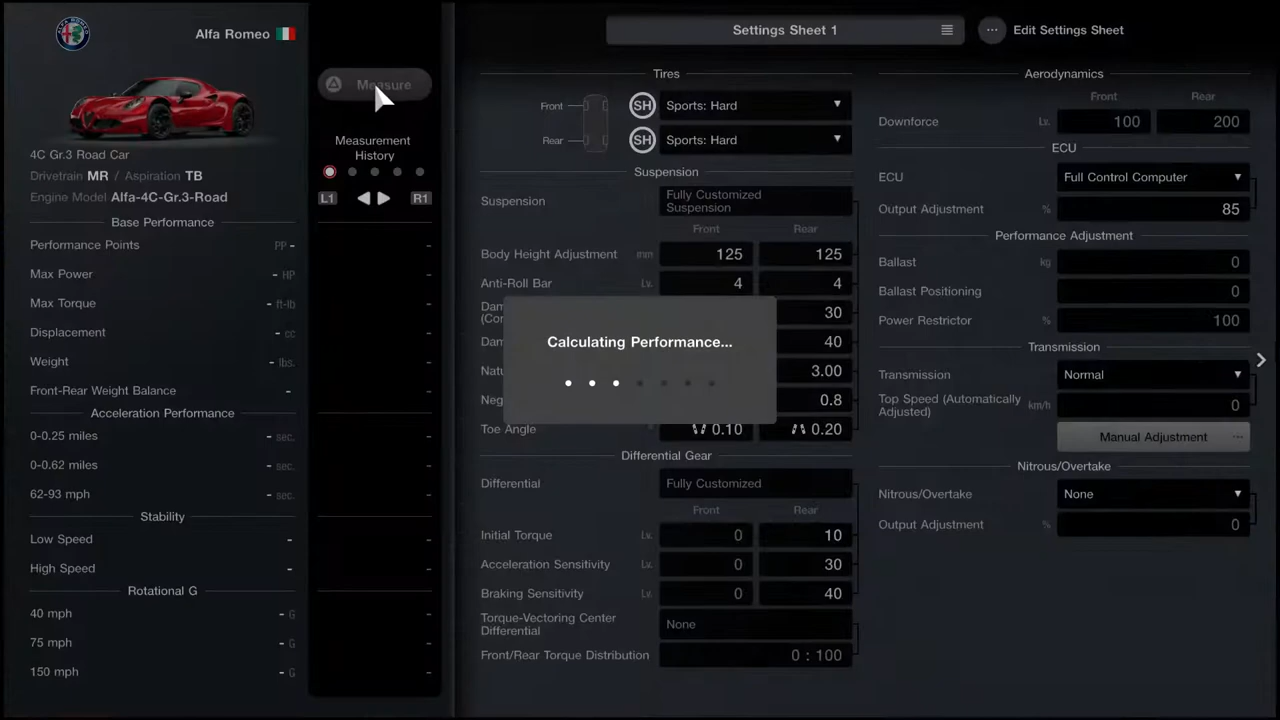 Alfa Romeo
4C Gr.3 Road Car
Drivetrain MR / Aspiration TB
Engine Model Alfa-4C-Gr.3-Road
Base Performance
Performance Points PP -
Max Power - HP
Max Torque - ft-lb
Displacement - cc
Weight - lbs.
Front-Rear Weight Balance -
Acceleration Performance
0-0.25 miles - sec.
0-0.62 miles - sec.
62-93 mph - sec.
Stability
Low Speed -
High Speed -
Rotational G
40 mph - G
75 mph - G
150 mph - G
Measure
Measurement
History
L1 R1
Settings Sheet 1
Edit Settings Sheet
Tires
Front SH Sports: Hard
Rear SH Sports: Hard
Suspension
Suspension Fully Customized
Suspension
Front Rear
Body Height Adjustment mm 125 125
Anti-Roll Bar Lv. 4 4
30
40
3.00
0.8
Toe Angle ° 0.10 0.20
Calculating Performance...
Differential Gear
Differential Fully Customized
Front Rear
Initial Torque Lv. 0 10
Acceleration Sensitivity Lv. 0 30
Braking Sensitivity Lv. 0 40
Torque-Vectoring Center
Differential None
Front/Rear Torque Distribution 0 : 100
Aerodynamics
Front Rear
Downforce Lv. 100 200
ECU
ECU Full Control Computer
Output Adjustment % 85
Performance Adjustment
Ballast kg 0
Ballast Positioning 0
Power Restrictor % 100
Transmission
Transmission Normal
Top Speed (Automatically
Adjusted) km/h 0
Manual Adjustment
Nitrous/Overtake
Nitrous/Overtake None
Output Adjustment % 0